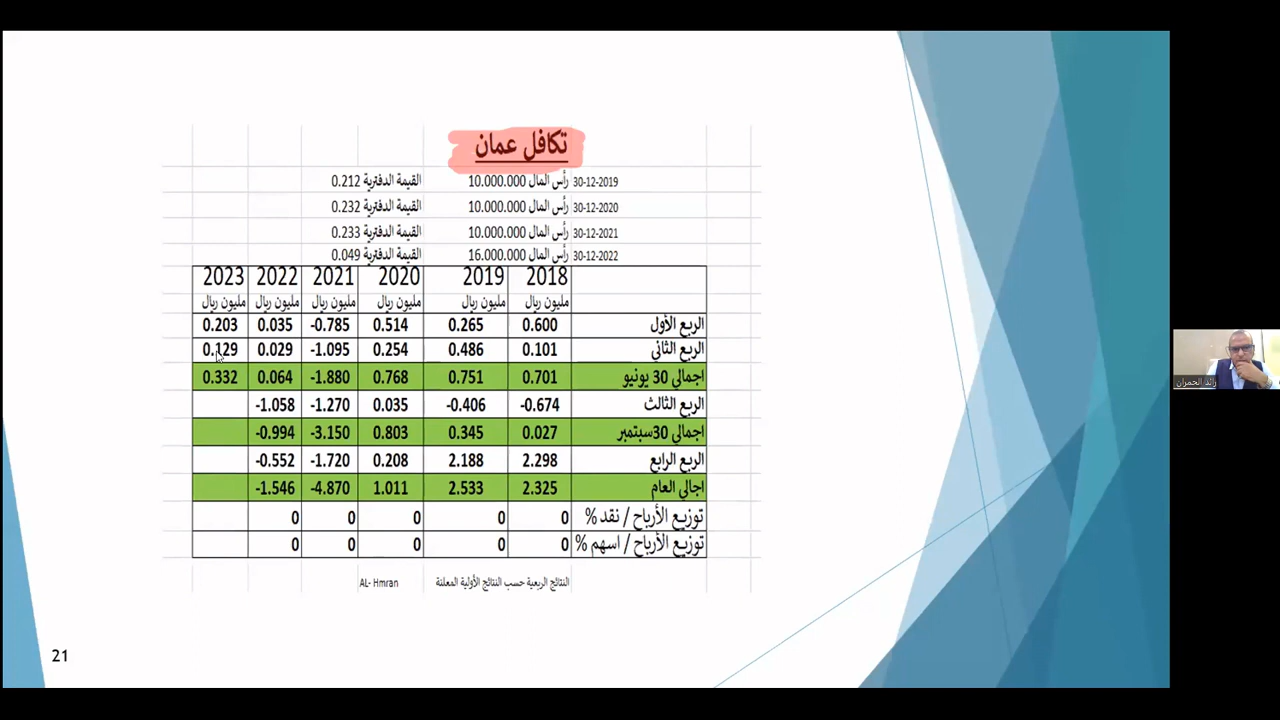 تكافل عمان
30-12-2019 رأس المال 10.000.000 القيمة الدفترية 0.212
30-12-2020 رأس المال 10.000.000 القيمة الدفترية 0.232
30-12-2021 رأس المال 10.000.000 القيمة الدفترية 0.233
30-12-2022 رأس المال 16.000.000 القيمة الدفترية 0.049
2018 2019 2020 2021 2022 2023
مليون ريال مليون ريال مليون ريال مليون ريال مليون ريال مليون ريال
الربع الأول 0.600 0.265 0.514 -0.785 0.035 0.203
الربع الثاني 0.101 0.486 0.254 -1.095 0.029 0.129
اجمالي 30 يونيو 0.701 0.751 0.768 -1.880 0.064 0.332
الربع الثالث -0.674 -0.406 0.035 -1.270 -1.058
اجمالي 30سبتمبر 0.027 0.345 0.803 -3.150 -0.994
الربع الرابع 2.298 2.188 0.208 -1.720 -0.552
اجالى العام 2.325 2.533 1.011 -4.870 -1.546
توزيع الأرباح / نقد % 0 0 0 0 0
توزيع الأرباح / اسهم % 0 0 0 0 0
النتائج الربعية حسب النتائج الأولية المعلنة AL- Hmran
21
رائد الحمران